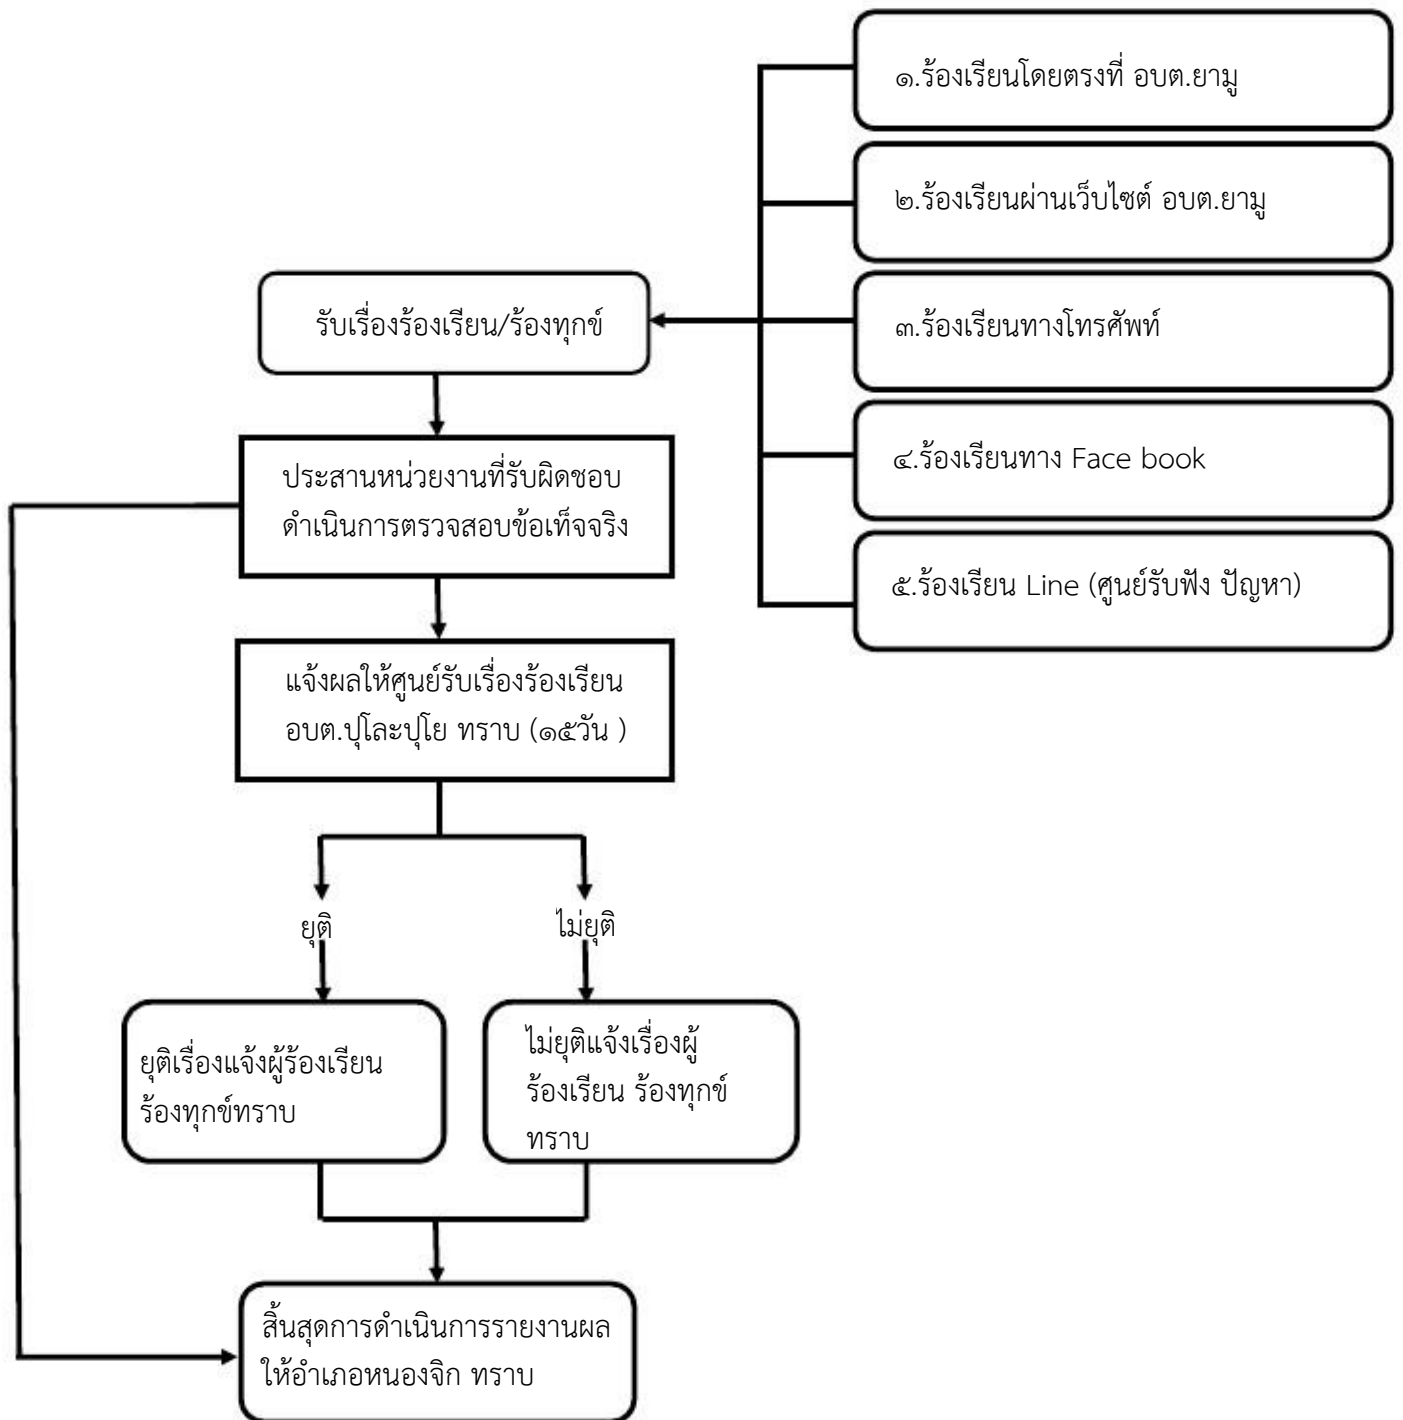 ๑.ร้องเรียนโดยตรงที่ อบต.ยามู
๒.ร้องเรียนผ่านเว็บไซต์ อบต.ยามู
รับเรื่องร้องเรียน/ร้องทุกข์
๓.ร้องเรียนทางโทรศัพท์
๔.ร้องเรียนทาง Face book
๕.ร้องเรียน Line (ศูนย์รับฟัง ปัญหา)
ประสานหน่วยงานที่รับผิดชอบ
ดำเนินการตรวจสอบข้อเท็จจริง
แจ้งผลให้ศูนย์รับเรื่องร้องเรียน
อบต.ปุโละปุโย ทราบ (๑๕วัน )
ยุติ
ไม่ยุติ
ยุติเรื่องแจ้งผู้ร้องเรียน
ร้องทุกข์ทราบ
ไม่ยุติแจ้งเรื่องผู้
ร้องเรียน ร้องทุกข์
ทราบ
สิ้นสุดการดำเนินการรายงานผล
ให้อำเภอหนองจิก ทราบ